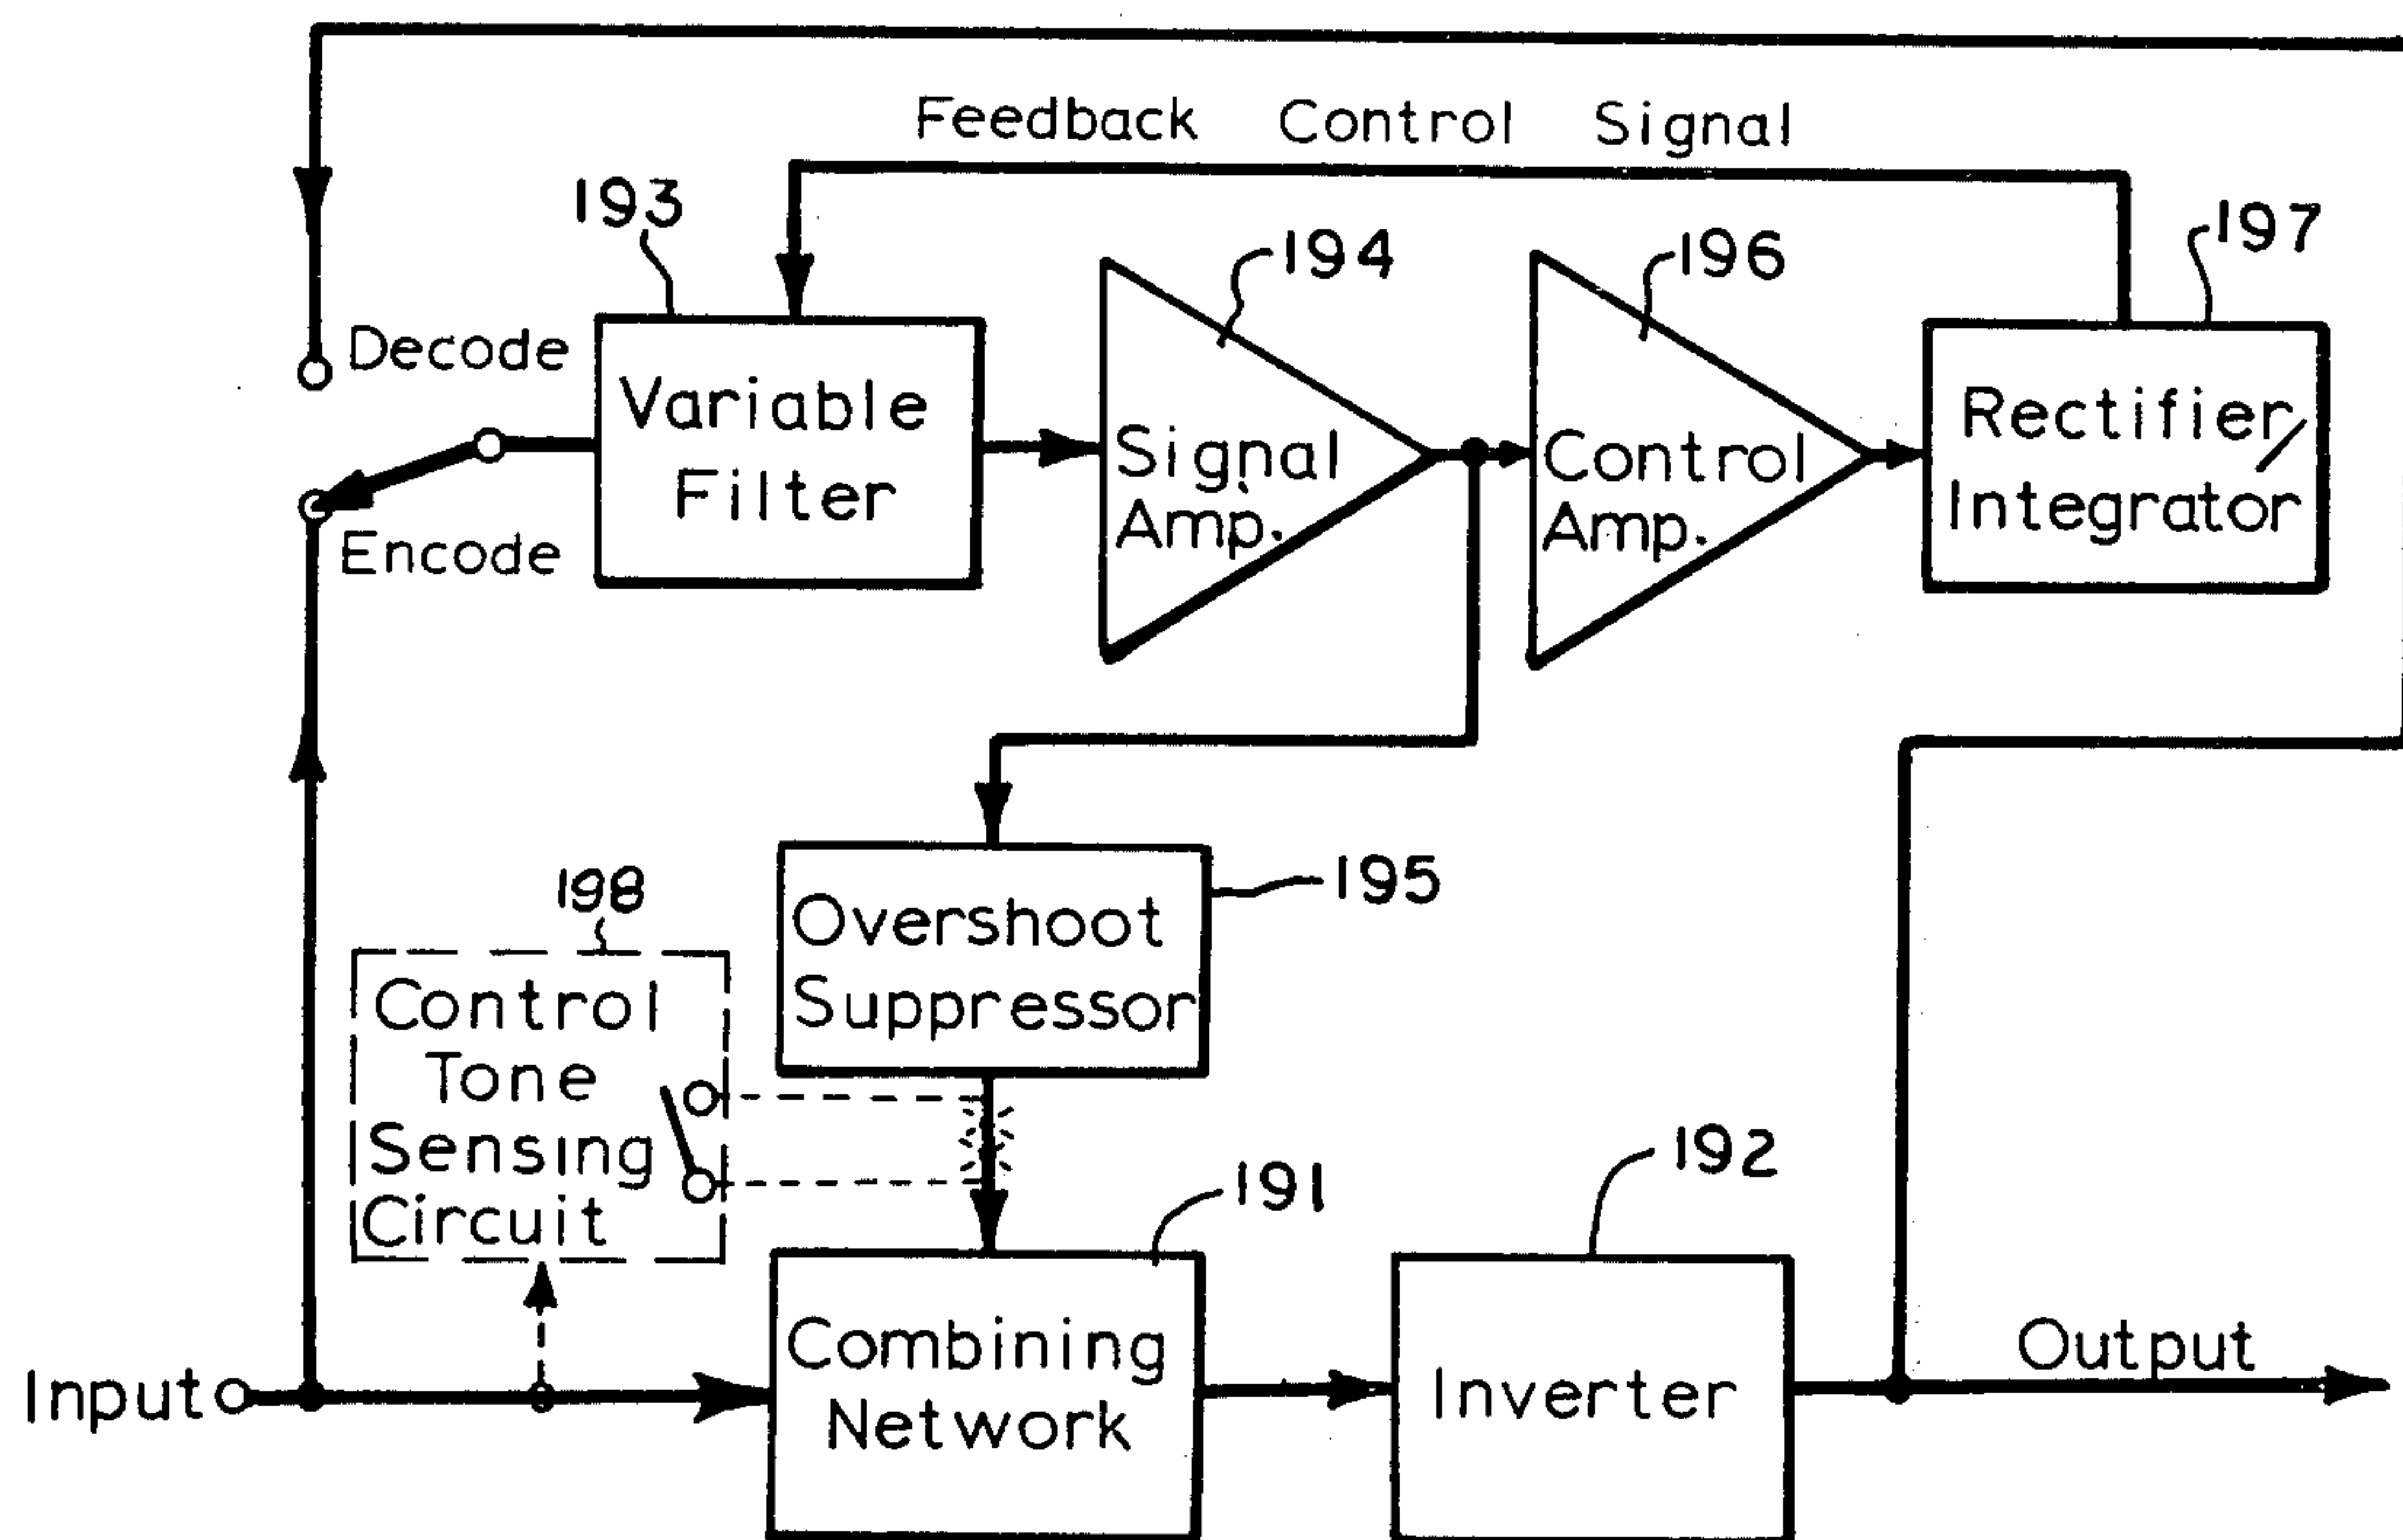 Feedback Control Signal
193
194
196
197
Decode
Variable
Filter
Signal
Amp.
Control
Amp.
Rectifier/
Integrator
Encode
198
195
Overshoot
Suppressor
Control
Tone
Sensing
Circuit
191
192
Combining
Network
Inverter
Input
Output